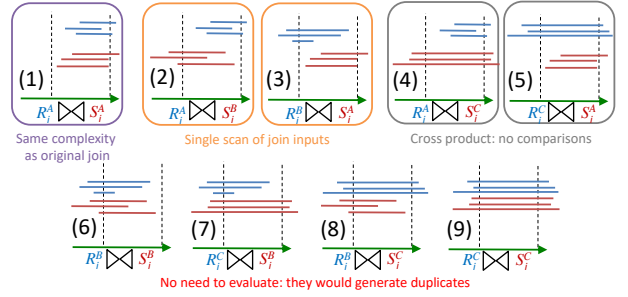 (1)
(2)
(3)
(4)
(5)
R_i^A ⋈ S_i^A
R_i^A ⋈ S_i^B
R_i^B ⋈ S_i^A
R_i^A ⋈ S_i^C
R_i^C ⋈ S_i^A
Same complexity
as original join
Single scan of join inputs
Cross product: no comparisons
(6)
(7)
(8)
(9)
R_i^B ⋈ S_i^B
R_i^C ⋈ S_i^B
R_i^B ⋈ S_i^C
R_i^C ⋈ S_i^C
No need to evaluate: they would generate duplicates